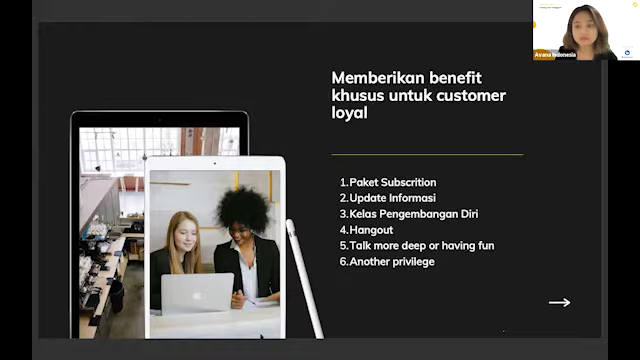 Memberikan benefit
khusus untuk customer
loyal
1.Paket Subscrition
2.Update Informasi
3.Kelas Pengembangan Diri
4.Hangout
5.Talk more deep or having fun
6.Another privilege
Avana Indonesia